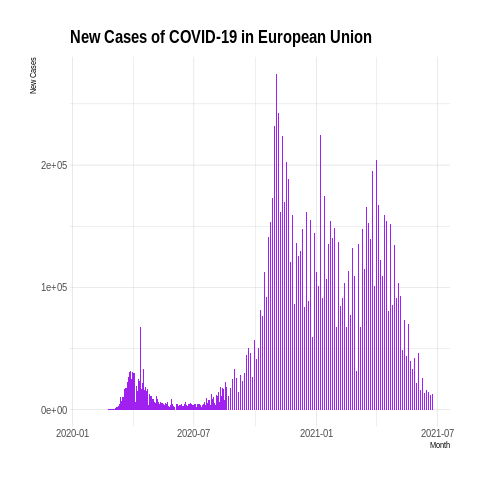 New Cases of COVID-19 in European Union
New Cases
2e+05
1e+05
0e+00
2020-01
2020-07
2021-01
2021-07
Month